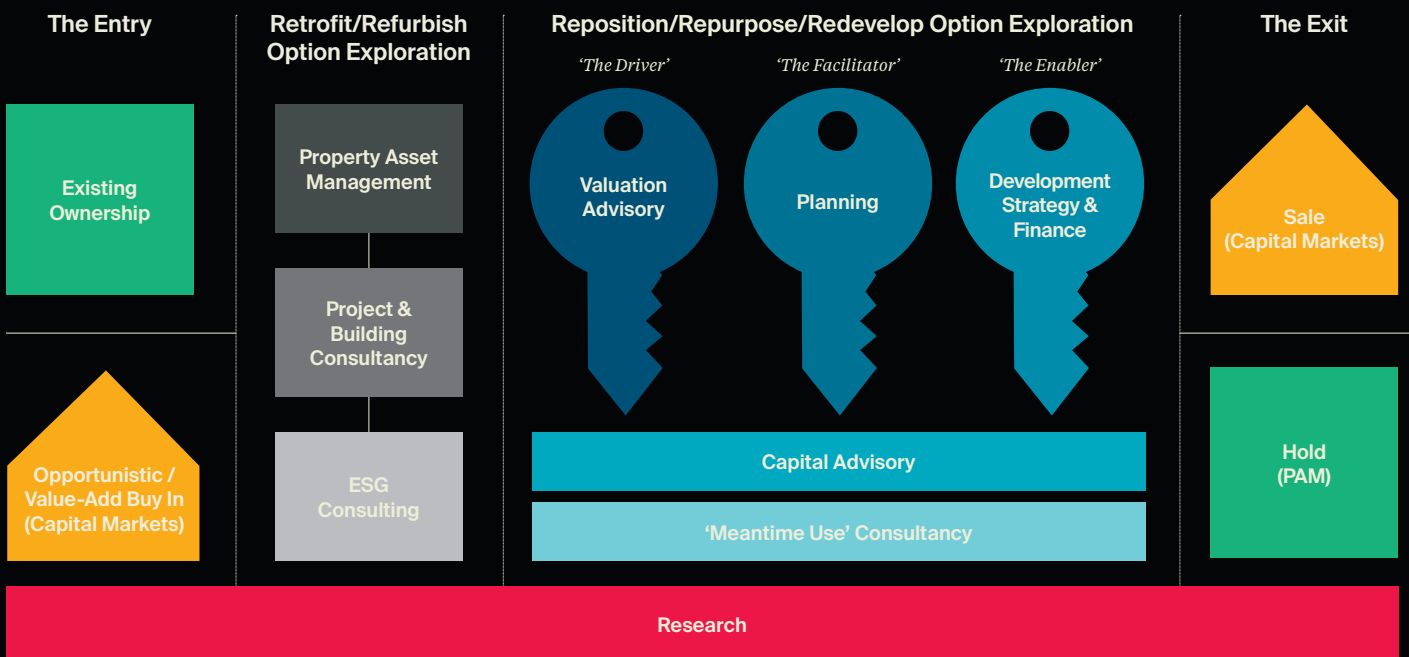 The Entry
Existing
Ownership
Opportunistic /
Value-Add Buy In
(Capital Markets)
Retrofit/Refurbish
Option Exploration
Property Asset
Management
Project &
Building
Consultancy
ESG
Consulting
Reposition/Repurpose/Redevelop Option Exploration
‘The Driver’
Valuation
Advisory
‘The Facilitator’
Planning
‘The Enabler’
Development
Strategy &
Finance
Capital Advisory
‘Meantime Use’ Consultancy
The Exit
Sale
(Capital Markets)
Hold
(PAM)
Research